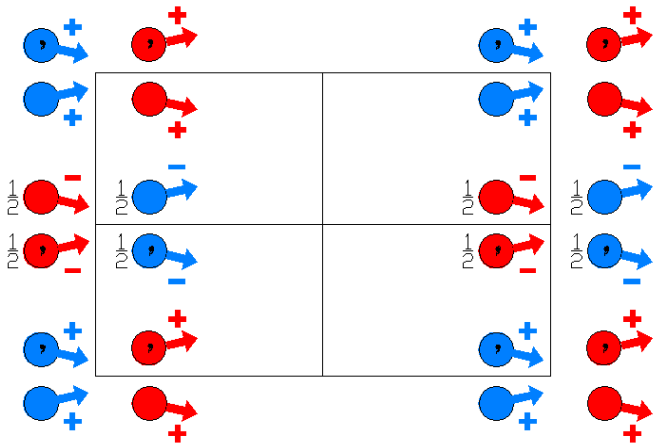 + + + +
, , , ,
+ + + +
− − − −
1/2 1/2 1/2 1/2
1/2 , 1/2 , 1/2 , 1/2 ,
− − − −
+ + + +
, , , ,
+ + + +